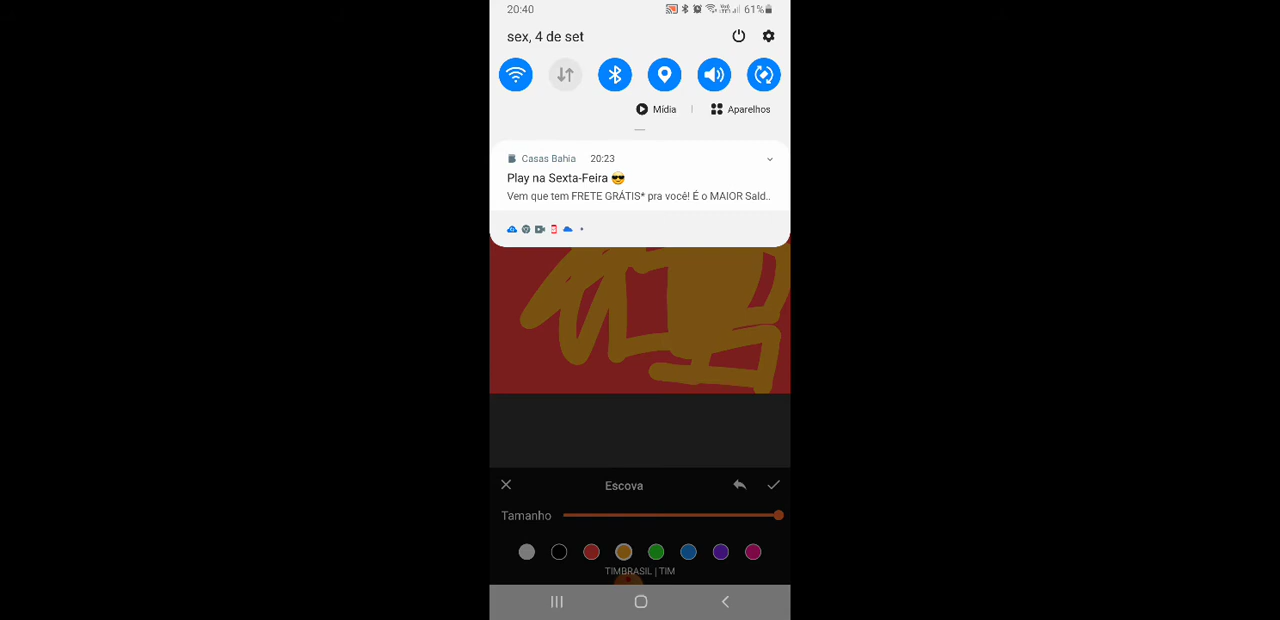 20:40
61%
sex, 4 de set
Mídia | Aparelhos
Casas Bahia 20:23
Play na Sexta-Feira 😎
Vem que tem FRETE GRÁTIS* pra você! É o MAIOR Sald..
Escova
Tamanho
TIMBRASIL | TIM